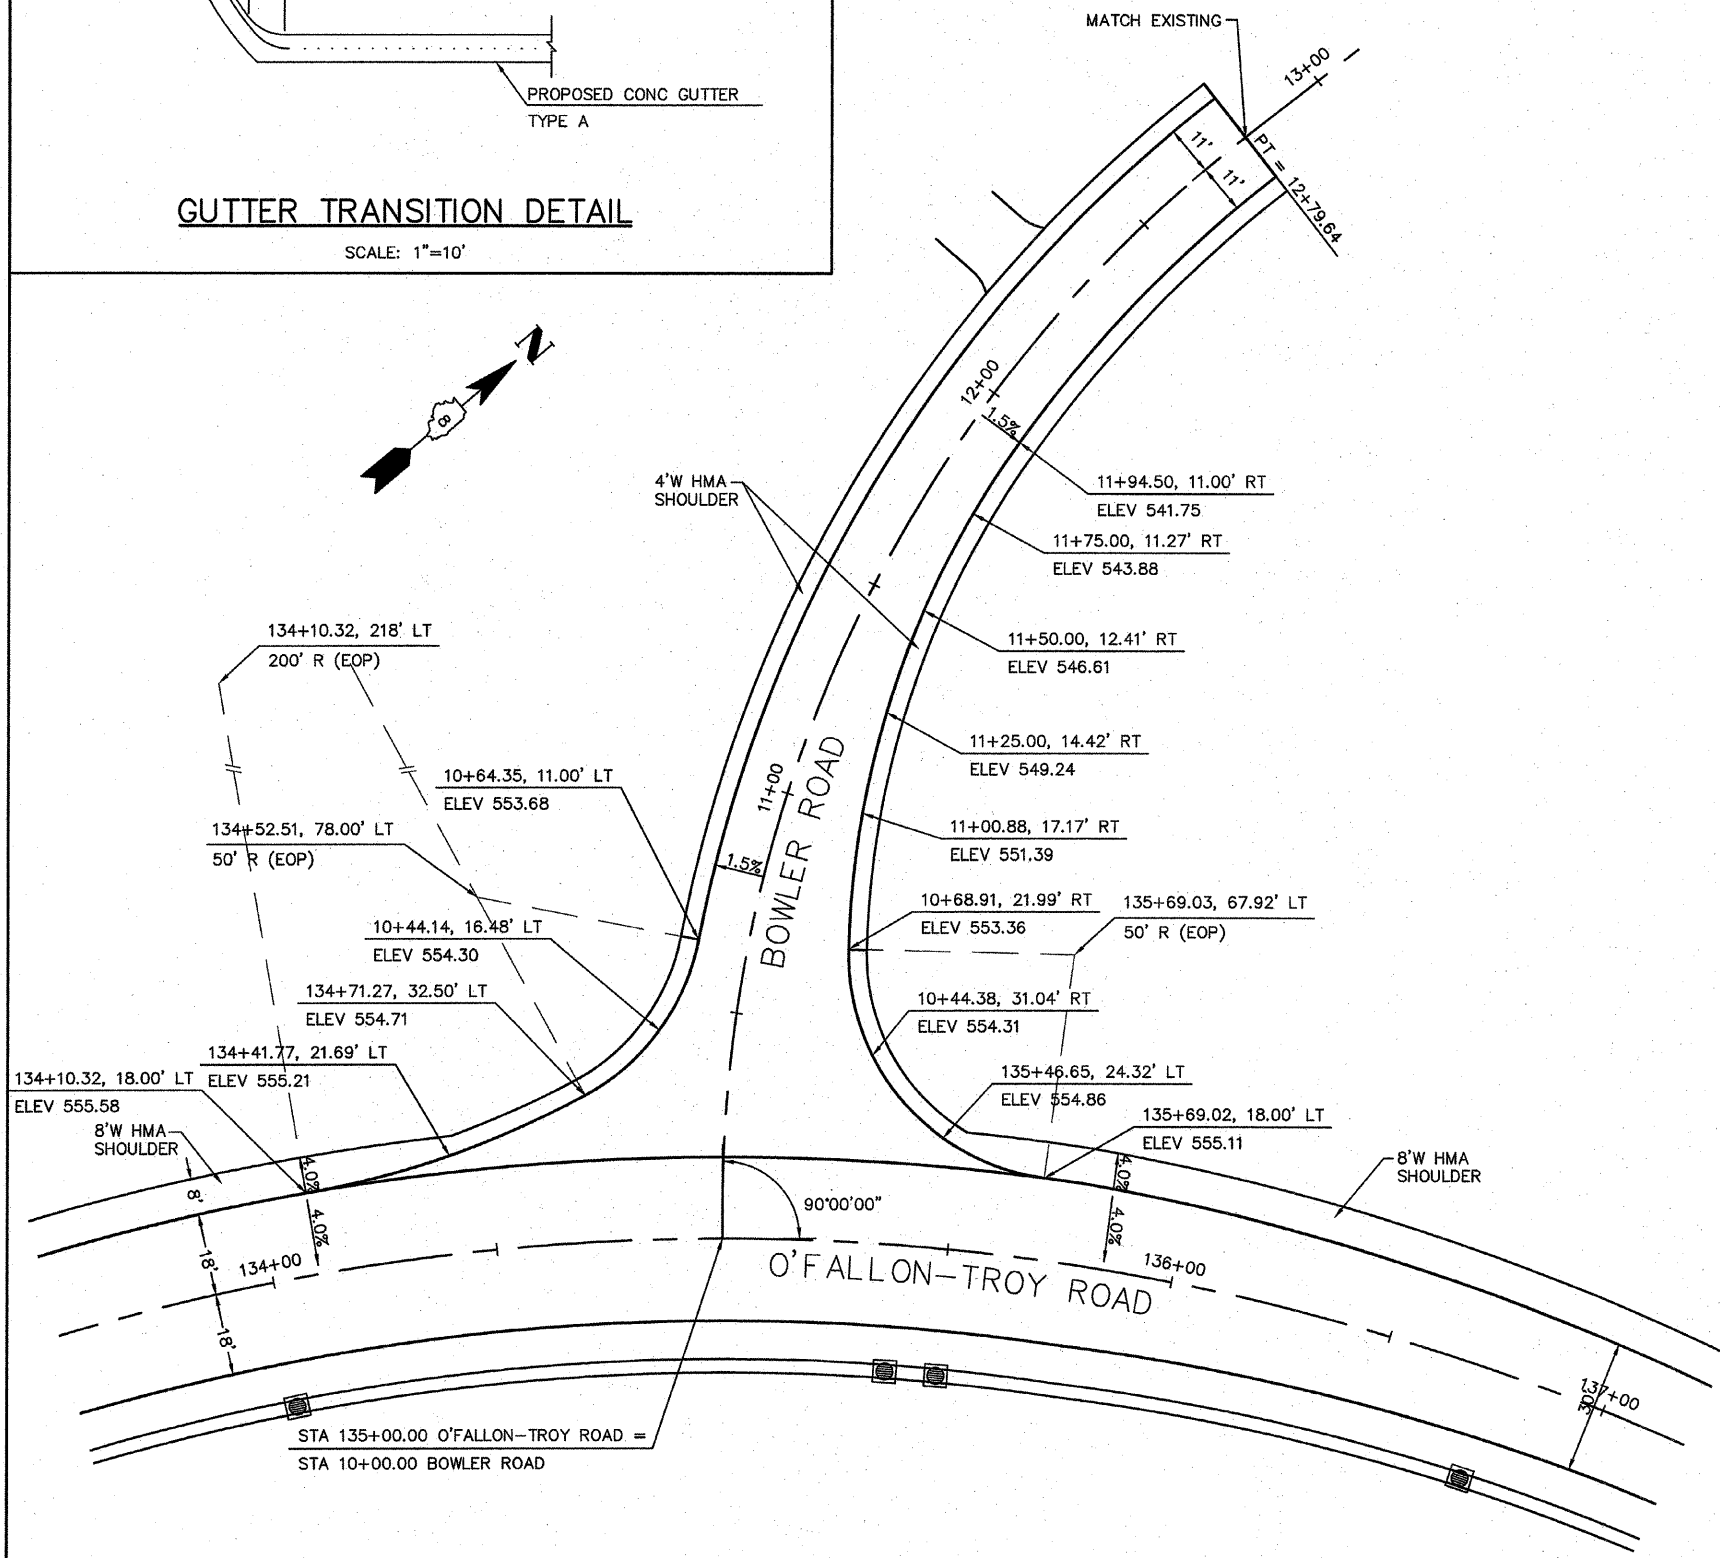 MATCH EXISTING
13+00
PROPOSED CONC GUTTER
TYPE A
11'
11'
PT = 12+79.64
GUTTER TRANSITION DETAIL
SCALE: 1"=10'
N
8
12+00
1.5%
4'W HMA
SHOULDER
11+94.50, 11.00' RT
ELEV 541.75
11+75.00, 11.27' RT
ELEV 543.88
134+10.32, 218' LT
200' R (EOP)
11+50.00, 12.41' RT
ELEV 546.61
11+25.00, 14.42' RT
ELEV 549.24
10+64.35, 11.00' LT
ELEV 553.68
11+00
BOWLER ROAD
134+52.51, 78.00' LT
50' R (EOP)
11+00.88, 17.17' RT
ELEV 551.39
1.5%
10+68.91, 21.99' RT
ELEV 553.36
135+69.03, 67.92' LT
50' R (EOP)
10+44.14, 16.48' LT
ELEV 554.30
134+71.27, 32.50' LT
ELEV 554.71
10+44.38, 31.04' RT
ELEV 554.31
134+41.77, 21.69' LT
ELEV 555.21
134+10.32, 18.00' LT
ELEV 555.58
135+46.65, 24.32' LT
ELEV 554.86
135+69.02, 18.00' LT
ELEV 555.11
8'W HMA
SHOULDER
8'W HMA
SHOULDER
4.0%
4.0%
8'
90°00'00"
4.0%
4.0%
18'
134+00
O'FALLON-TROY ROAD
136+00
18'
137+00
30'
STA 135+00.00 O'FALLON-TROY ROAD =
STA 10+00.00 BOWLER ROAD